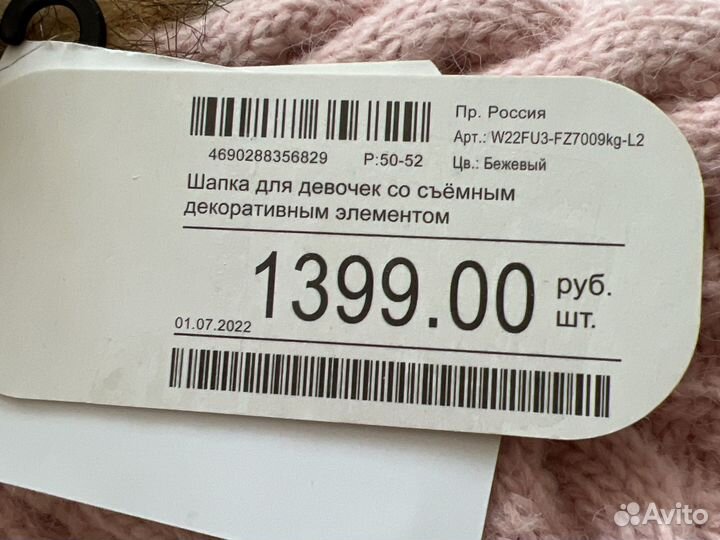 Пр. Россия
Арт.: W22FU3-FZ7009kg-L2
4690288356829 Р:50-52 Цв.: Бежевый
Шапка для девочек со съёмным
декоративным элементом
1399.00 руб.
шт.
01.07.2022
Avito